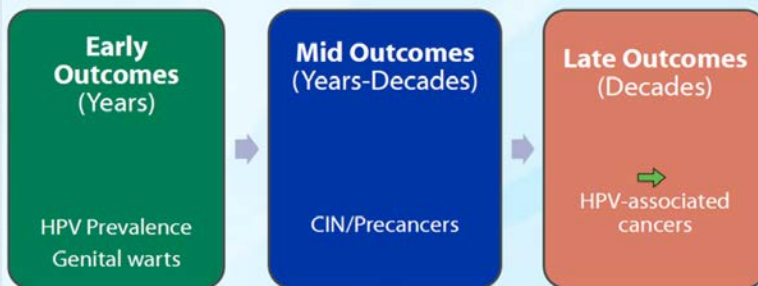 Early
Outcomes
(Years)
HPV Prevalence
Genital warts
Mid Outcomes
(Years-Decades)
CIN/Precancers
Late Outcomes
(Decades)
HPV-associated
cancers